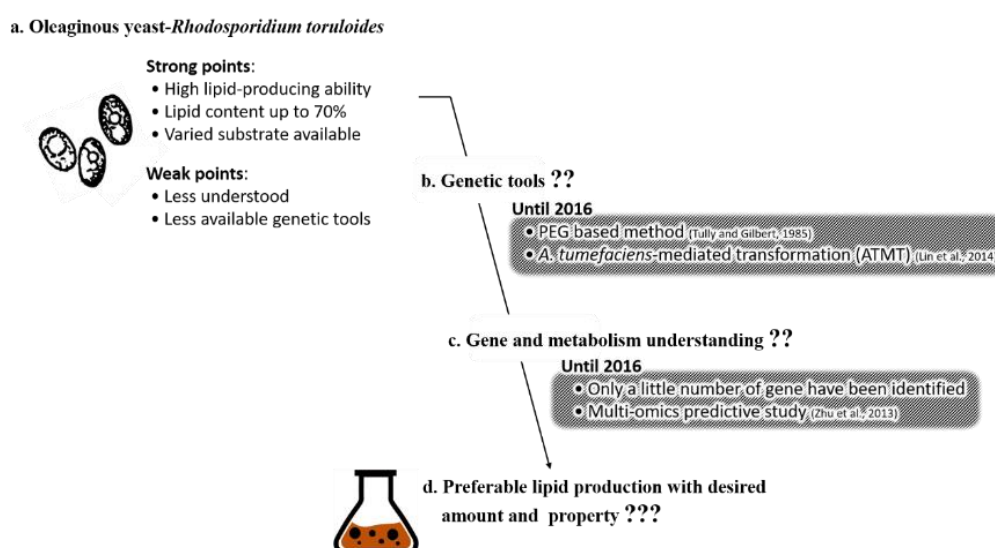 a. Oleaginous yeast-Rhodosporidium toruloides
Strong points:
• High lipid-producing ability
• Lipid content up to 70%
• Varied substrate available
Weak points:
• Less understood
• Less available genetic tools
b. Genetic tools ??
Until 2016
• PEG based method (Tully and Gilbert, 1985)
• A. tumefaciens-mediated transformation (ATMT) (Lin et al., 2014)
c. Gene and metabolism understanding ??
Until 2016
• Only a little number of gene have been identified
• Multi-omics predictive study (Zhu et al., 2013)
d. Preferable lipid production with desired
amount and property ???